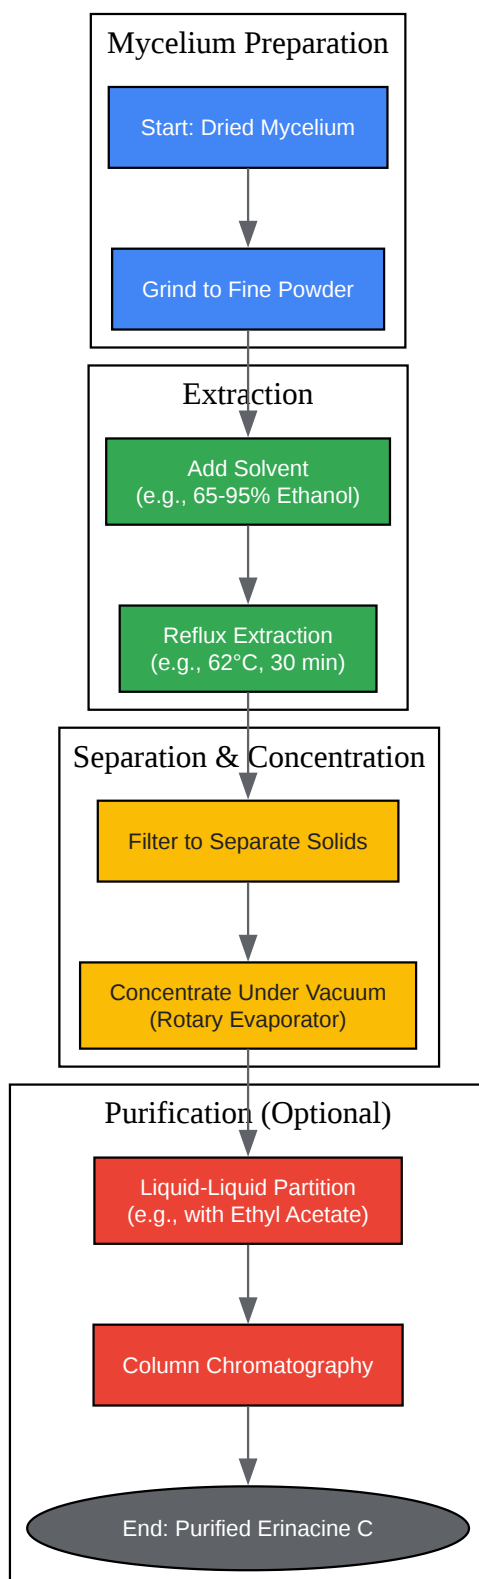 Mycelium Preparation
Start: Dried Mycelium
Grind to Fine Powder
Extraction
Add Solvent
(e.g., 65-95% Ethanol)
Reflux Extraction
(e.g., 62°C, 30 min)
Separation & Concentration
Filter to Separate Solids
Concentrate Under Vacuum
(Rotary Evaporator)
Purification (Optional)
Liquid-Liquid Partition
(e.g., with Ethyl Acetate)
Column Chromatography
End: Purified Erinacine C